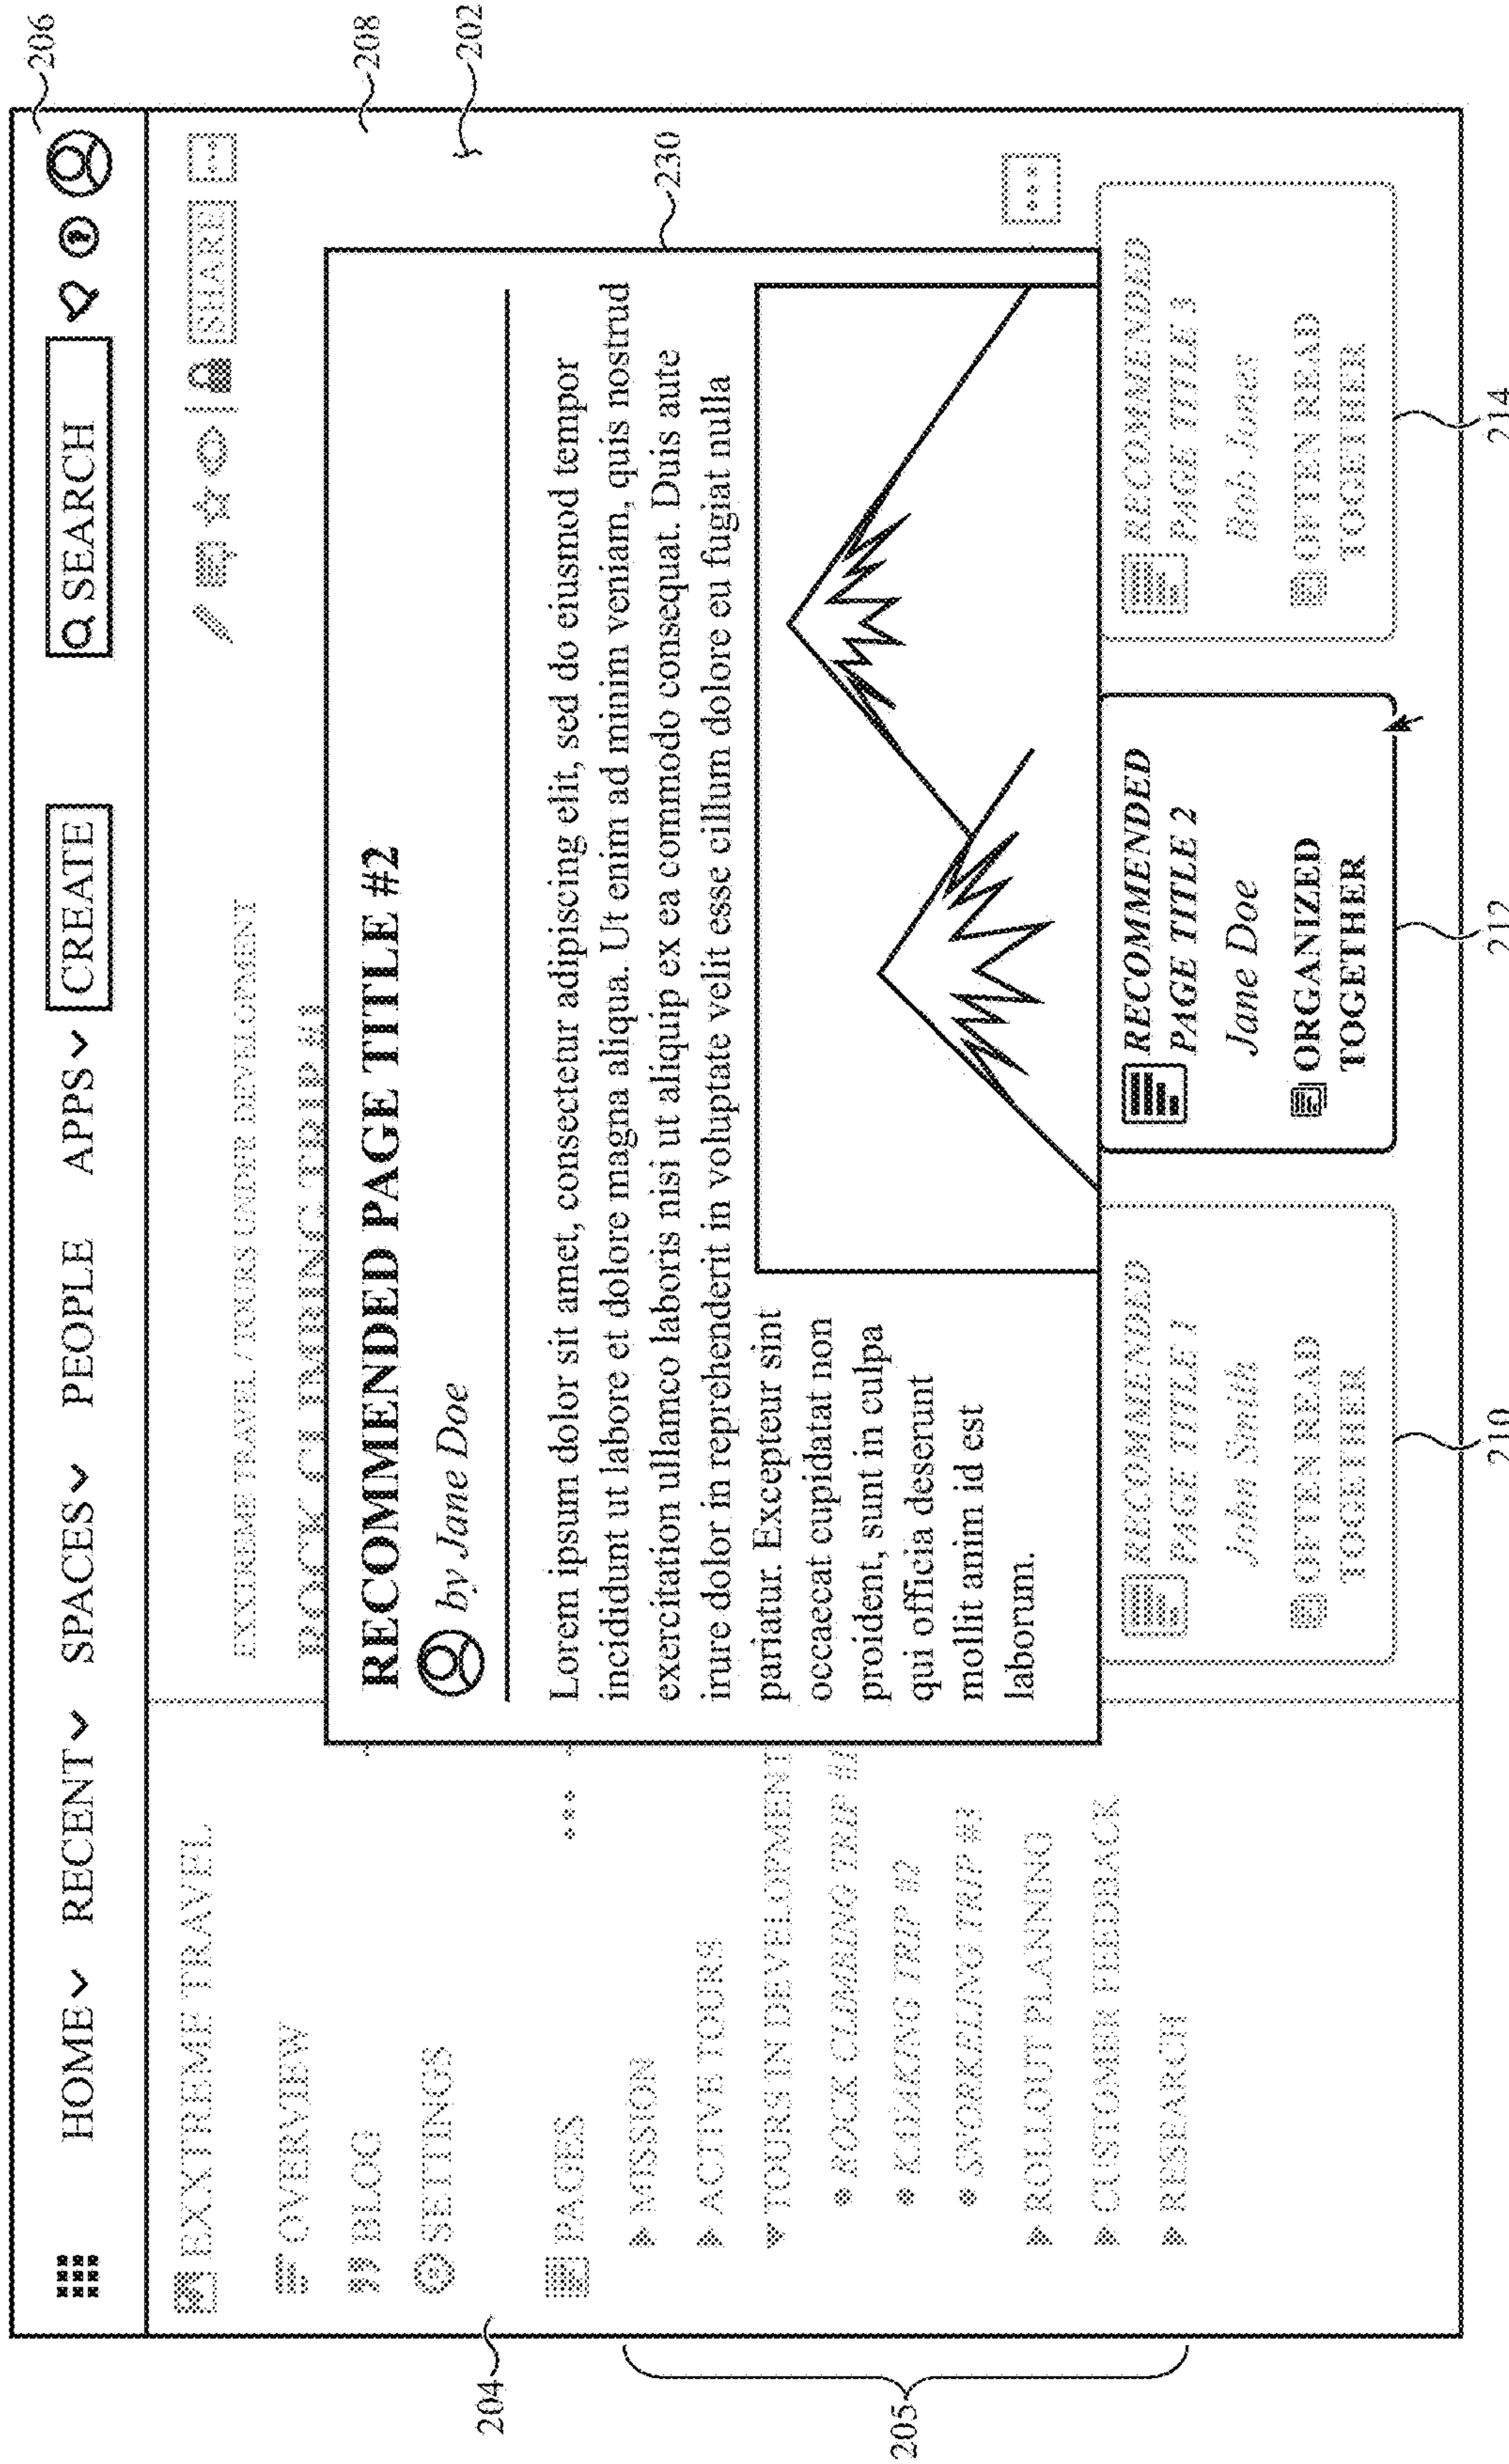 206
HOME RECENT SPACES PEOPLE APPS CREATE SEARCH ?
208
202
EXXTREME TRAVEL
OVERVIEW
BLOG
SETTINGS
204
PAGES
MISSION
ACTIVE TOURS
TOURS IN DEVELOPMENT
ROCK CLIMBING TRIP #1
KAIAKING TRIP #2
SNORKELING TRIP #3
ROLLOUT PLANNING
CUSTOMER FEEDBACK
RESEARCH
205
EXXTREME TRAVEL / TOURS UNDER DEVELOPMENT
SHARE
ROCK CLIMBING TRIP #1
230
RECOMMENDED PAGE TITLE #2
by Jane Doe
Lorem ipsum dolor sit amet, consectetur adipiscing elit, sed do eiusmod tempor
incididunt ut labore et dolore magna aliqua. Ut enim ad minim veniam, quis nostrud
exercitation ullamco laboris nisi ut aliquip ex ea commodo consequat. Duis aute
irure dolor in reprehenderit in voluptate velit esse cillum dolore eu fugiat nulla
pariatur. Excepteur sint
occaecat cupidatat non
proident, sunt in culpa
qui officia deserunt
mollit anim id est
laborum.
RECOMMENDED
PAGE TITLE 1
John Smith
OFTEN READ
TOGETHER
210
RECOMMENDED
PAGE TITLE 2
Jane Doe
ORGANIZED
TOGETHER
212
RECOMMENDED
PAGE TITLE 3
Bob Jones
OFTEN READ
TOGETHER
214